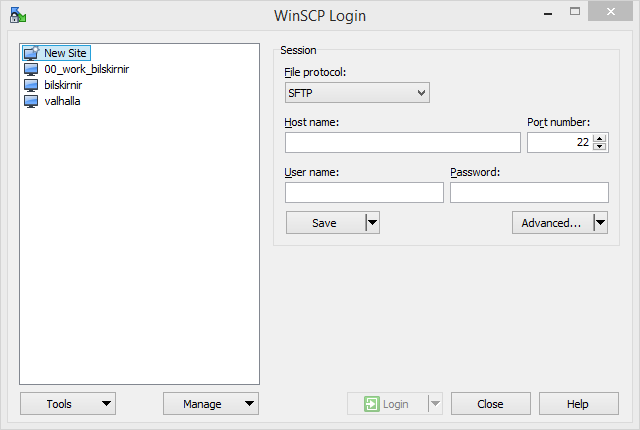 WinSCP Login
New Site
00_work_bilskirnir
bilskirnir
valhalla
Session
File protocol:
SFTP
Host name:
Port number:
22
User name:
Password:
Save
Advanced...
Tools
Manage
Login
Close
Help